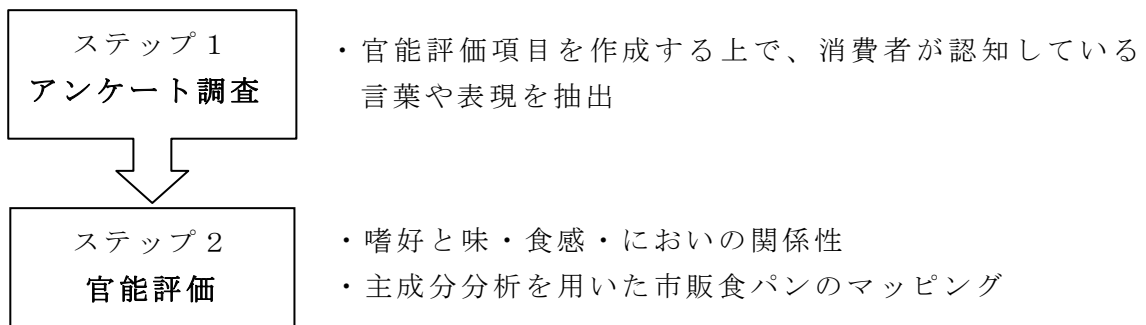 ステップ1
アンケート調査
・官能評価項目を作成する上で、消費者が認知している
言葉や表現を抽出
ステップ2
官能評価
・嗜好と味・食感・においの関係性
・主成分分析を用いた市販食パンのマッピング